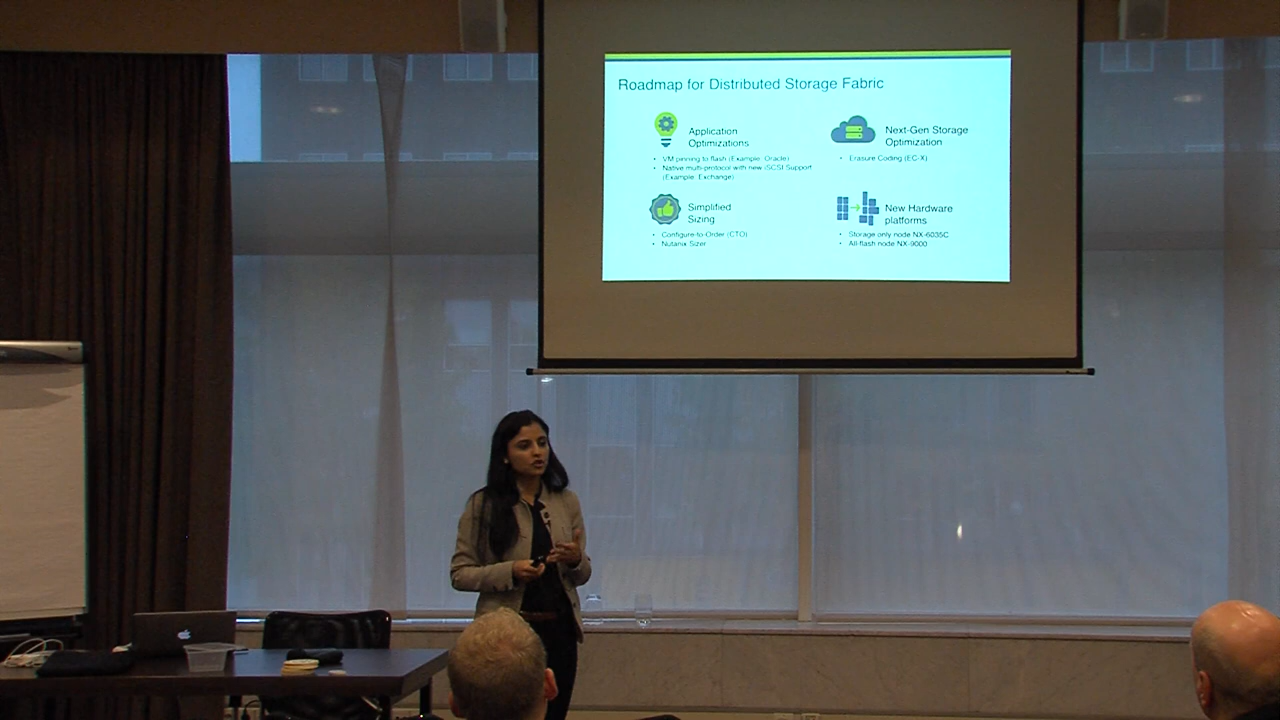 Roadmap for Distributed Storage Fabric
Application
Optimizations
• VM pinning to flash (Example: Oracle)
• Native multi-protocol with new iSCSI Support
(Example: Exchange)
Next-Gen Storage
Optimization
• Erasure Coding (EC-X)
Simplified
Sizing
• Configure-to-Order (CTO)
• Nutanix Sizer
New Hardware
platforms
• Storage only node NX-6035C
• All-flash node NX-9000